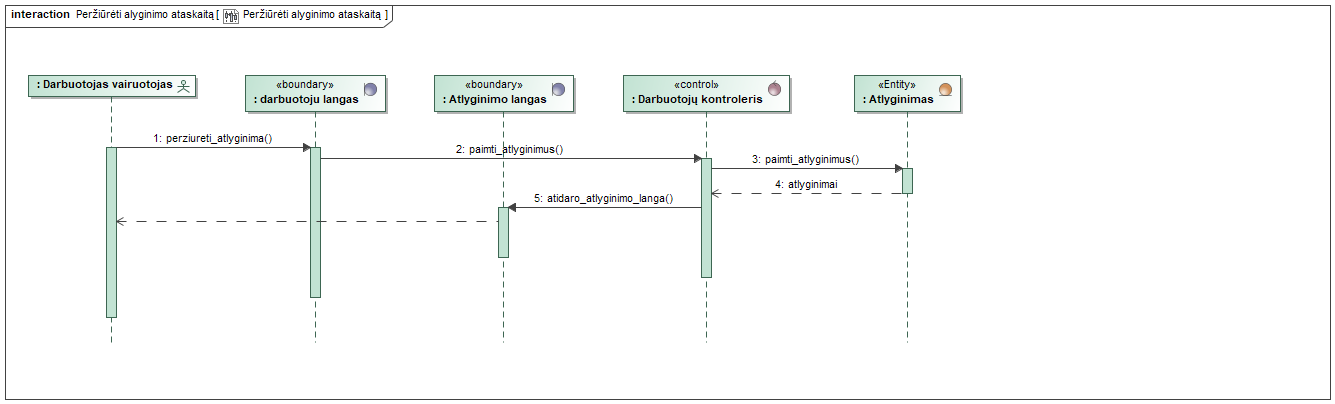 interaction Peržiūrėti alyginimo ataskaitą [ Peržiūrėti alyginimo ataskaitą ]
: Darbuotojas vairuotojas
«boundary»
: darbuotoju langas
«boundary»
: Atlyginimo langas
«control»
: Darbuotojų kontroleris
«Entity»
: Atlyginimas
1: perziureti_atlyginima()
2: paimti_atlyginimus()
3: paimti_atlyginimus()
4: atlyginimai
5: atidaro_atlyginimo_langa()